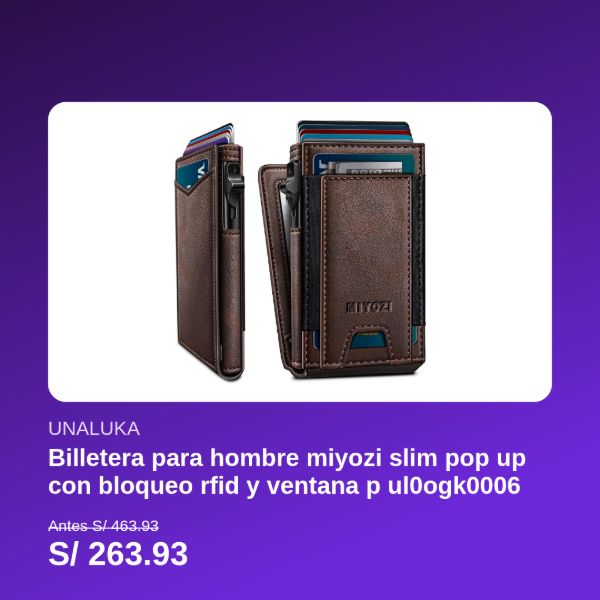 MIYOZI
UNALUKA
Billetera para hombre miyozi slim pop up
con bloqueo rfid y ventana p ul0ogk0006
Antes S/ 463.93
S/ 263.93